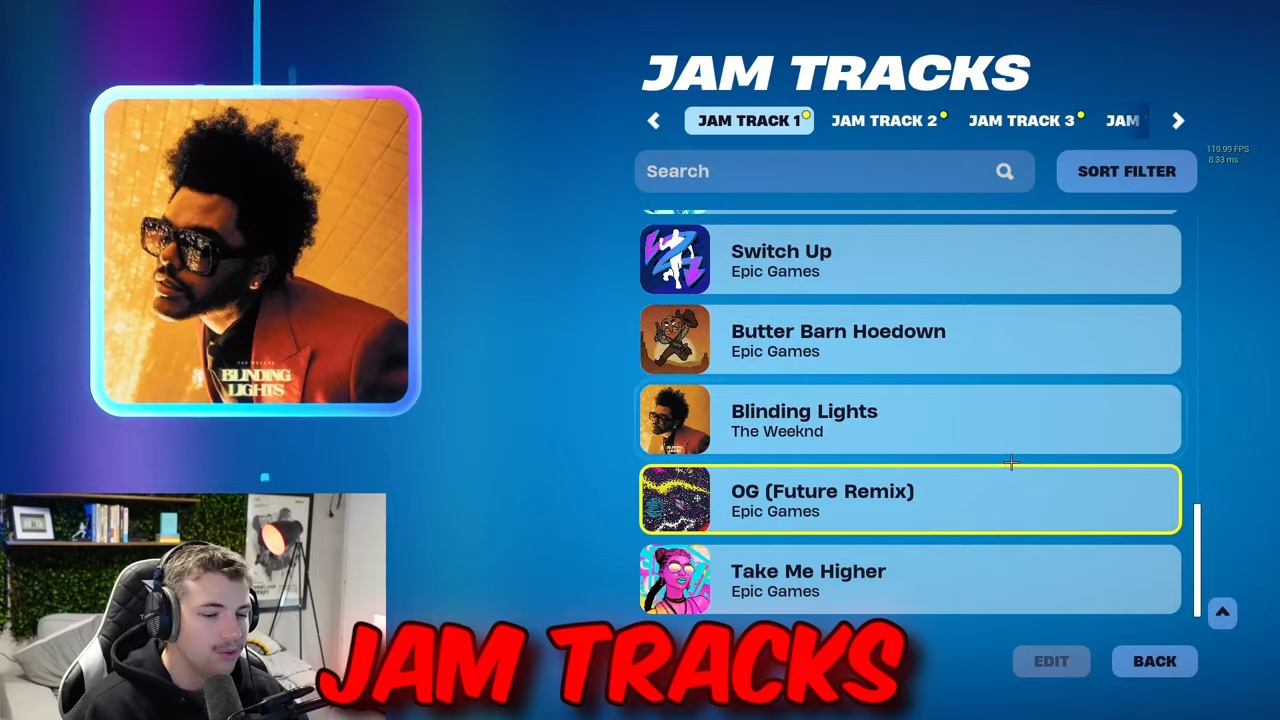 JAM TRACKS
JAM TRACK 1
JAM TRACK 2
JAM TRACK 3
JAM
119.99 FPS
8.33 ms
Search
SORT FILTER
Switch Up
Epic Games
Butter Barn Hoedown
Epic Games
THE WEEKND
BLINDING
LIGHTS
Blinding Lights
The Weeknd
OG (Future Remix)
Epic Games
Take Me Higher
Epic Games
JAM TRACKS
EDIT
BACK